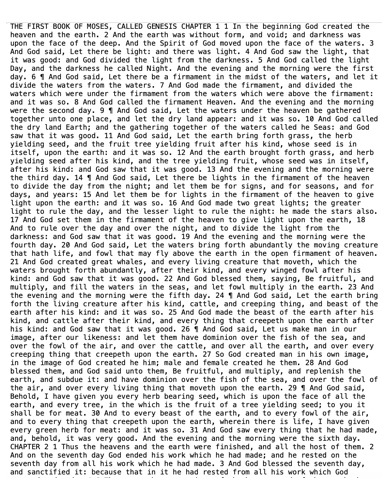 THE FIRST BOOK OF MOSES, CALLED GENESIS CHAPTER 1 1 In the beginning God created the
heaven and the earth. 2 And the earth was without form, and void; and darkness was
upon the face of the deep. And the Spirit of God moved upon the face of the waters. 3
And God said, Let there be light: and there was light. 4 And God saw the light, that
it was good: and God divided the light from the darkness. 5 And God called the light
Day, and the darkness he called Night. And the evening and the morning were the first
day. 6 ¶ And God said, Let there be a firmament in the midst of the waters, and let it
divide the waters from the waters. 7 And God made the firmament, and divided the
waters which were under the firmament from the waters which were above the firmament:
and it was so. 8 And God called the firmament Heaven. And the evening and the morning
were the second day. 9 ¶ And God said, Let the waters under the heaven be gathered
together unto one place, and let the dry land appear: and it was so. 10 And God called
the dry land Earth; and the gathering together of the waters called he Seas: and God
saw that it was good. 11 And God said, Let the earth bring forth grass, the herb
yielding seed, and the fruit tree yielding fruit after his kind, whose seed is in
itself, upon the earth: and it was so. 12 And the earth brought forth grass, and herb
yielding seed after his kind, and the tree yielding fruit, whose seed was in itself,
after his kind: and God saw that it was good. 13 And the evening and the morning were
the third day. 14 ¶ And God said, Let there be lights in the firmament of the heaven
to divide the day from the night; and let them be for signs, and for seasons, and for
days, and years: 15 And let them be for lights in the firmament of the heaven to give
light upon the earth: and it was so. 16 And God made two great lights; the greater
light to rule the day, and the lesser light to rule the night: he made the stars also.
17 And God set them in the firmament of the heaven to give light upon the earth, 18
And to rule over the day and over the night, and to divide the light from the
darkness: and God saw that it was good. 19 And the evening and the morning were the
fourth day. 20 And God said, Let the waters bring forth abundantly the moving creature
that hath life, and fowl that may fly above the earth in the open firmament of heaven.
21 And God created great whales, and every living creature that moveth, which the
waters brought forth abundantly, after their kind, and every winged fowl after his
kind: and God saw that it was good. 22 And God blessed them, saying, Be fruitful, and
multiply, and fill the waters in the seas, and let fowl multiply in the earth. 23 And
the evening and the morning were the fifth day. 24 ¶ And God said, Let the earth bring
forth the living creature after his kind, cattle, and creeping thing, and beast of the
earth after his kind: and it was so. 25 And God made the beast of the earth after his
kind, and cattle after their kind, and every thing that creepeth upon the earth after
his kind: and God saw that it was good. 26 ¶ And God said, Let us make man in our
image, after our likeness: and let them have dominion over the fish of the sea, and
over the fowl of the air, and over the cattle, and over all the earth, and over every
creeping thing that creepeth upon the earth. 27 So God created man in his own image,
in the image of God created he him; male and female created he them. 28 And God
blessed them, and God said unto them, Be fruitful, and multiply, and replenish the
earth, and subdue it: and have dominion over the fish of the sea, and over the fowl of
the air, and over every living thing that moveth upon the earth. 29 ¶ And God said,
Behold, I have given you every herb bearing seed, which is upon the face of all the
earth, and every tree, in the which is the fruit of a tree yielding seed; to you it
shall be for meat. 30 And to every beast of the earth, and to every fowl of the air,
and to every thing that creepeth upon the earth, wherein there is life, I have given
every green herb for meat: and it was so. 31 And God saw every thing that he had made,
and, behold, it was very good. And the evening and the morning were the sixth day.
CHAPTER 2 1 Thus the heavens and the earth were finished, and all the host of them. 2
And on the seventh day God ended his work which he had made; and he rested on the
seventh day from all his work which he had made. 3 And God blessed the seventh day,
and sanctified it: because that in it he had rested from all his work which God